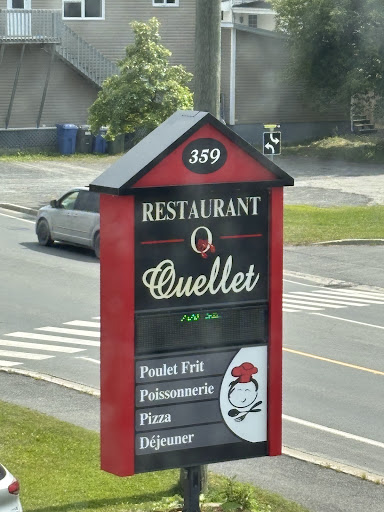 359
RESTAURANT
O
Ouellet
Poulet Frit
Poissonnerie
Pizza
Déjeuner